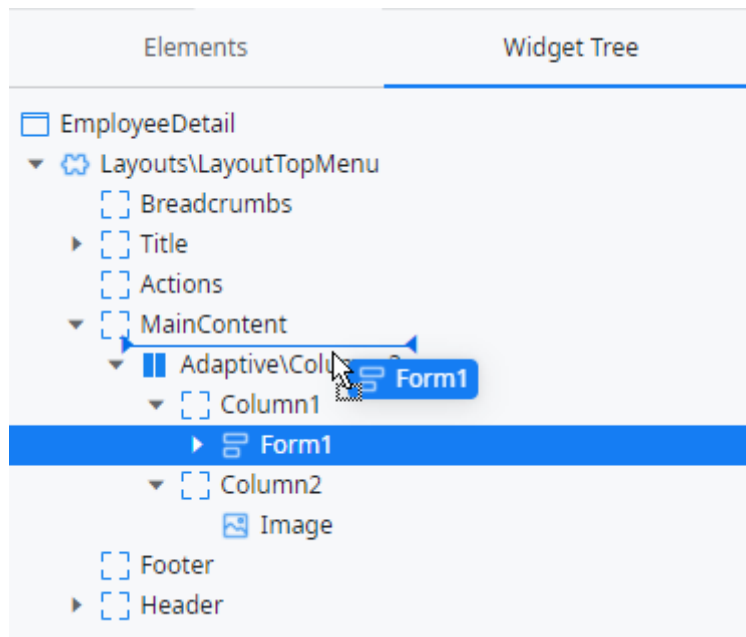 Elements Widget Tree
EmployeeDetail
Layouts\LayoutTopMenu
Breadcrumbs
Title
Actions
MainContent
Form1
Column1
Form1
Column2
Image
Footer
Header